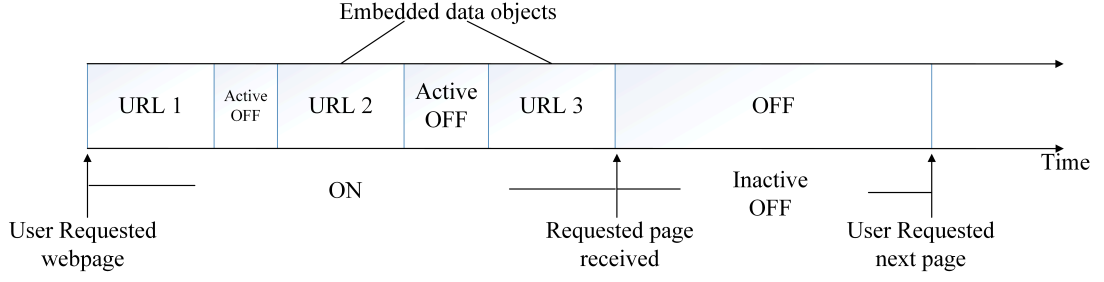 Embedded data objects
URL 1
Active
OFF
URL 2
Active
OFF
URL 3
OFF
Time
ON
Inactive
OFF
User Requested
webpage
Requested page
received
User Requested
next page